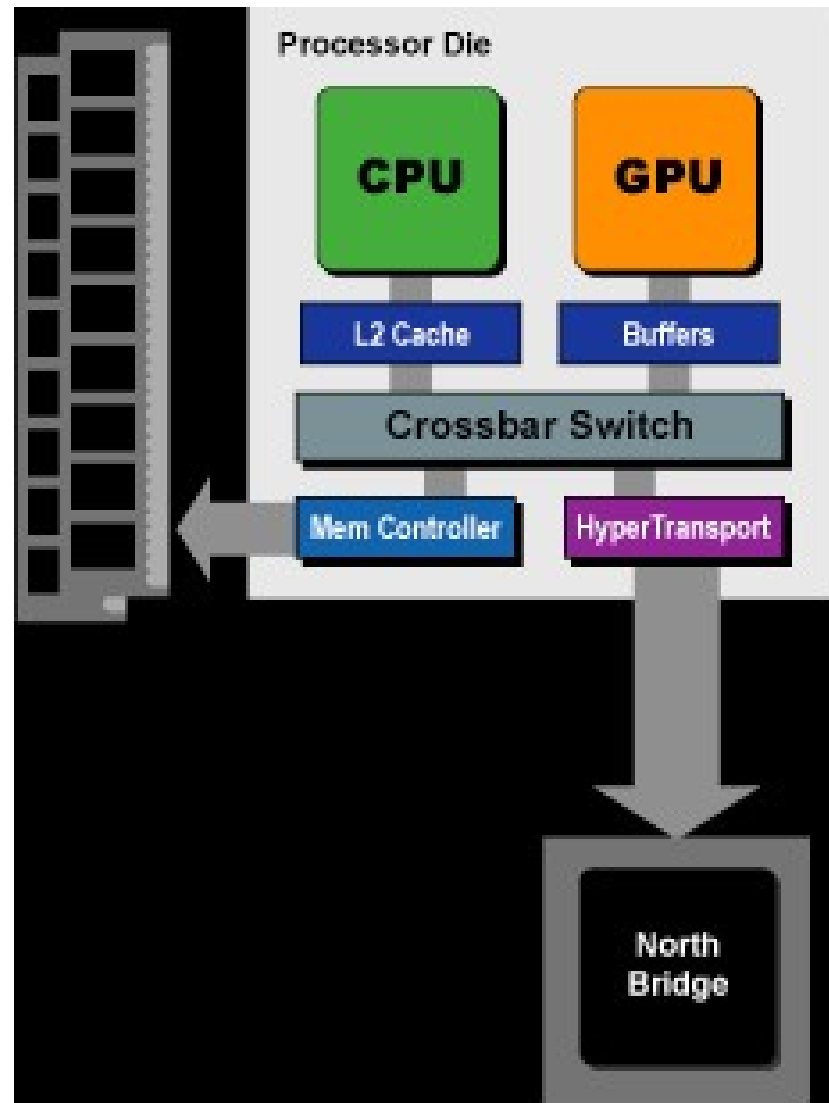 Processor Die
CPU
GPU
L2 Cache
Buffers
Crossbar Switch
Mem Controller
HyperTransport
North
Bridge